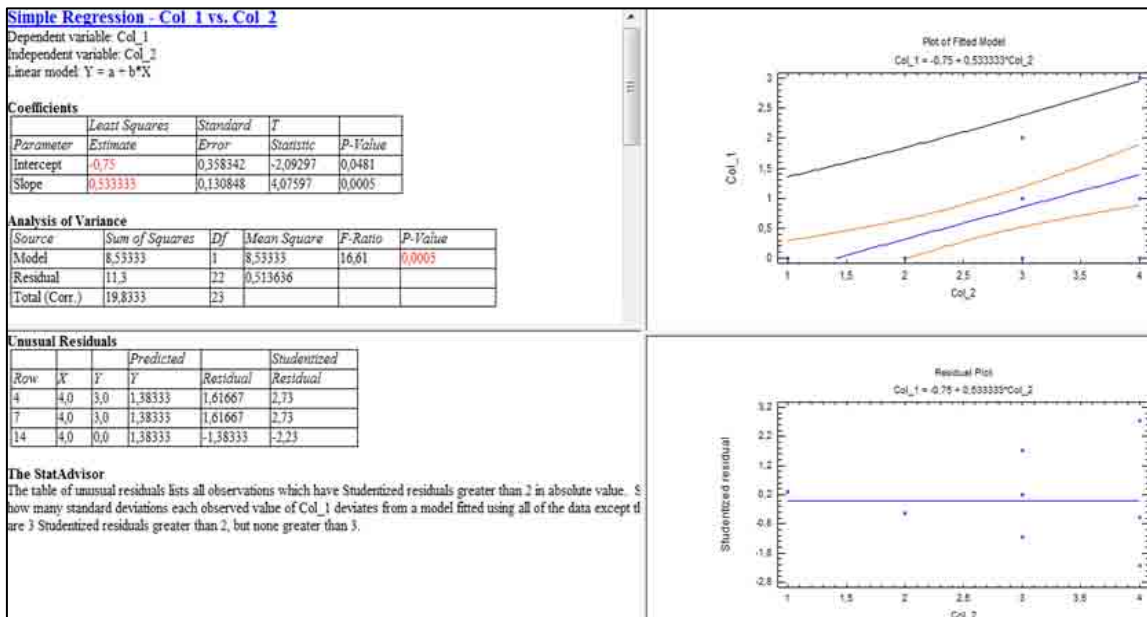 Simple Regression - Col_1 vs. Col_2
Dependent variable: Col_1
Independent variable: Col_2
Linear model: Y = a + b*X
Coefficients
Least Squares Standard T
Parameter Estimate Error Statistic P-Value
Intercept -0,75 0,358342 -2,09297 0,0481
Slope 0,533333 0,130848 4,07597 0,0005
Analysis of Variance
Source Sum of Squares Df Mean Square F-Ratio P-Value
Model 8,53333 1 8,53333 16,61 0,0005
Residual 11,3 22 0,513636
Total (Corr.) 19,8333 23
Unusual Residuals
Predicted Studentized
Row X Y Y Residual Residual
4 4,0 3,0 1,38333 1,61667 2,73
7 4,0 3,0 1,38333 1,61667 2,73
14 4,0 0,0 1,38333 -1,38333 -2,23
The StatAdvisor
The table of unusual residuals lists all observations which have Studentized residuals greater than 2 in absolute value. S
how many standard deviations each observed value of Col_1 deviates from a model fitted using all of the data except t
are 3 Studentized residuals greater than 2, but none greater than 3.
Plot of Fitted Model
Col_1 = -0,75 + 0,533333*Col_2
3
2,5
2
1,5
1
0,5
0
Col_1
1 1,5 2 2,5 3 3,5 4
Col_2
Residual Plot
Col_1 = -0,75 + 0,533333*Col_2
3,2
2,2
1,2
0,2
-0,8
-1,8
-2,8
Studentized residual
1 1,5 2 2,5 3 3,5 4
Col_2